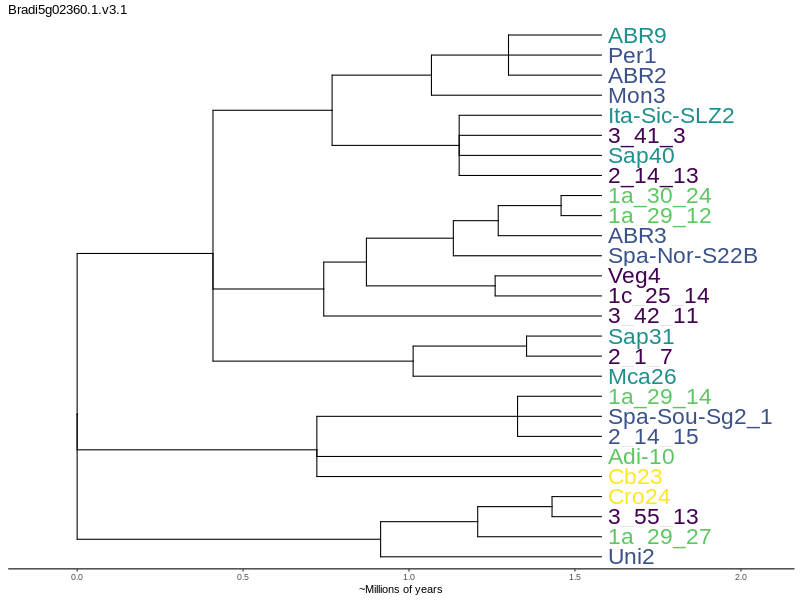 Bradi5g02360.1.v3.1
ABR9
Per1
ABR2
Mon3
Ita-Sic-SLZ2
3_41_3
Sap40
2_14_13
1a_30_24
1a_29_12
ABR3
Spa-Nor-S22B
Veg4
1c_25_14
3_42_11
Sap31
2_1_7
Mca26
1a_29_14
Spa-Sou-Sg2_1
2_14_15
Adi-10
Cb23
Cro24
3_55_13
1a_29_27
Uni2
0.0 0.5 1.0 1.5 2.0
~Millions of years